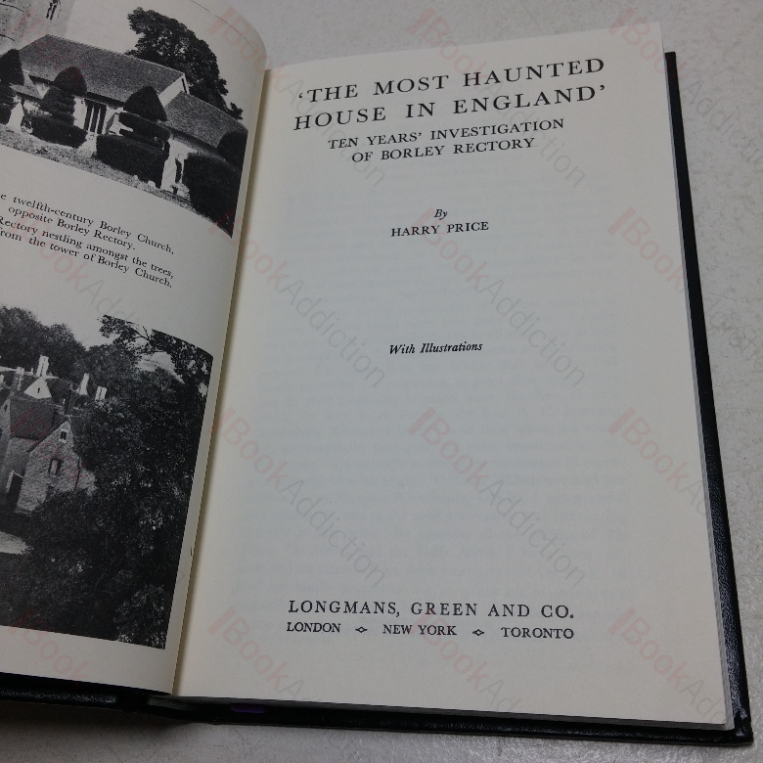 twelfth-century Borley Church,
opposite Borley Rectory.
Rectory nestling amongst the trees,
from the tower of Borley Church.
'THE MOST HAUNTED
HOUSE IN ENGLAND'
TEN YEARS' INVESTIGATION
OF BORLEY RECTORY
By
HARRY PRICE
With Illustrations
LONGMANS, GREEN AND CO.
LONDON ⟡ NEW YORK ⟡ TORONTO
BookAddiction